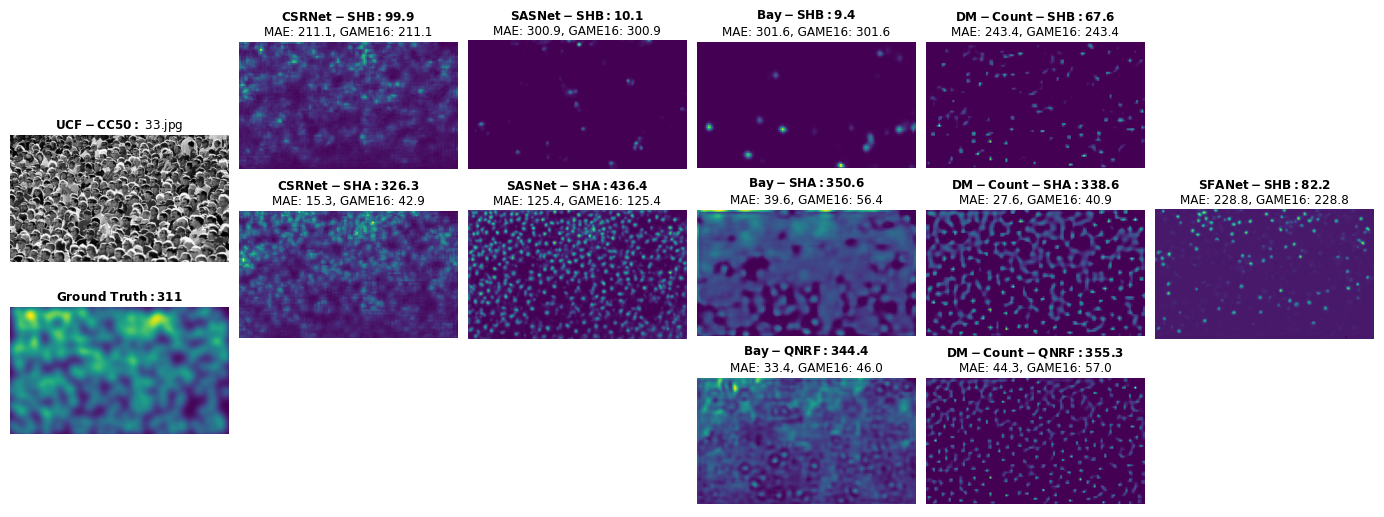 UCF − CC50 : 33.jpg
Ground Truth : 311
CSRNet − SHB : 99.9
MAE: 211.1, GAME16: 211.1
CSRNet − SHA : 326.3
MAE: 15.3, GAME16: 42.9
SASNet − SHB : 10.1
MAE: 300.9, GAME16: 300.9
SASNet − SHA : 436.4
MAE: 125.4, GAME16: 125.4
Bay − SHB : 9.4
MAE: 301.6, GAME16: 301.6
Bay − SHA : 350.6
MAE: 39.6, GAME16: 56.4
Bay − QNRF : 344.4
MAE: 33.4, GAME16: 46.0
DM − Count − SHB : 67.6
MAE: 243.4, GAME16: 243.4
DM − Count − SHA : 338.6
MAE: 27.6, GAME16: 40.9
DM − Count − QNRF : 355.3
MAE: 44.3, GAME16: 57.0
SFANet − SHB : 82.2
MAE: 228.8, GAME16: 228.8